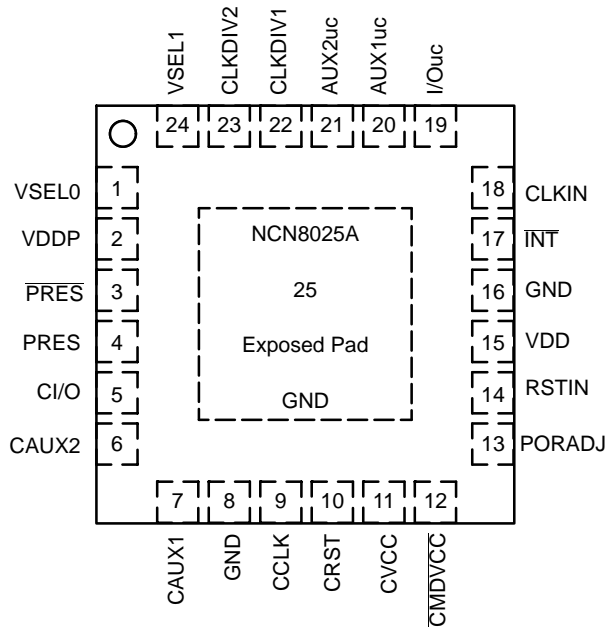 VSEL1
CLKDIV2
CLKDIV1
AUX2uc
AUX1uc
I/Ouc
24
23
22
21
20
19
VSEL0
1
VDDP
2
PRES
3
PRES
4
CI/O
5
CAUX2
6
NCN8025A
25
Exposed Pad
GND
18
CLKIN
17
INT
16
GND
15
VDD
14
RSTIN
13
PORADJ
7
8
9
10
11
12
CAUX1
GND
CCLK
CRST
CVCC
CMDVCC